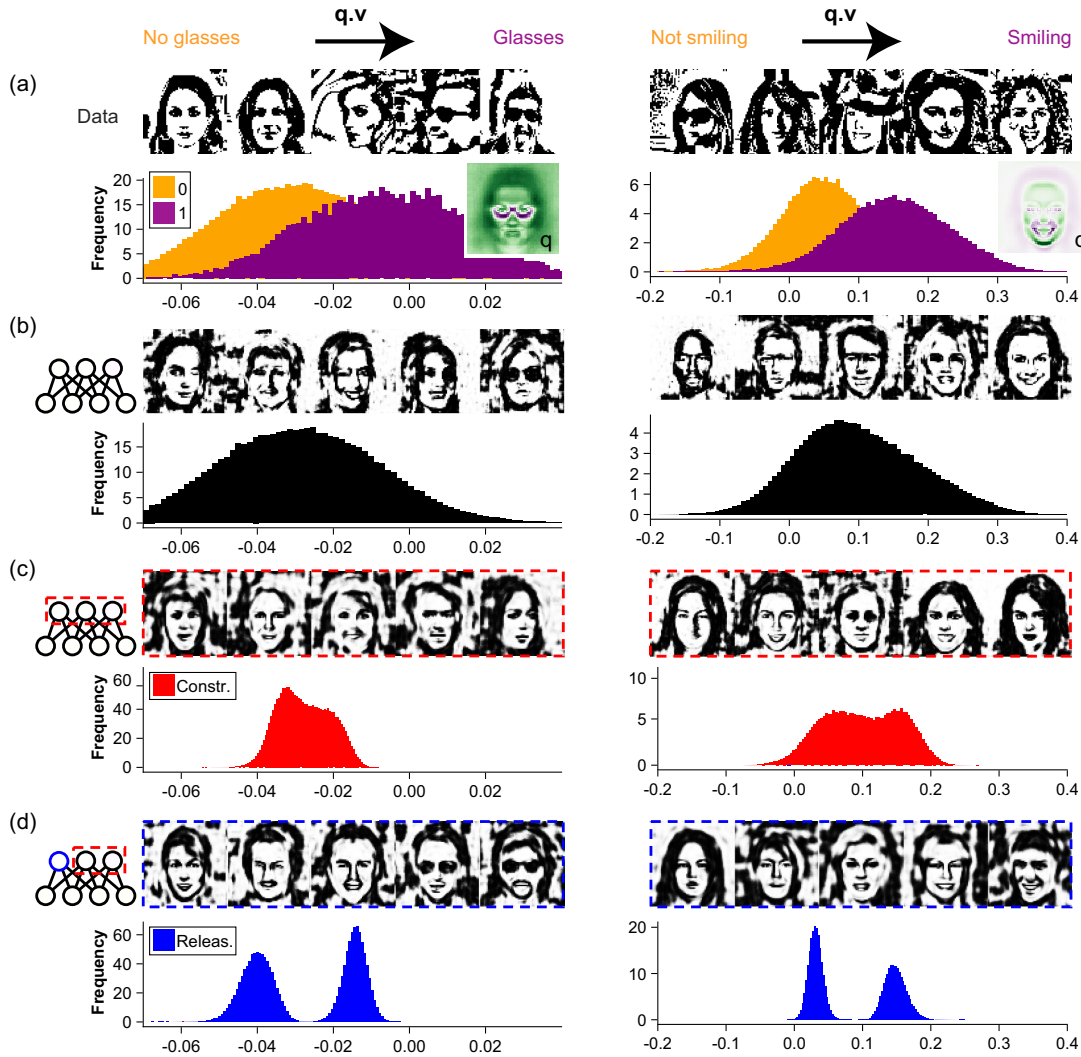 q.v q.v
No glasses Glasses Not smiling Smiling
(a)
Data
Frequency
20
15
10
5
0
0
1
q
-0.06 -0.04 -0.02 0.00 0.02
6
4
2
0
q
-0.2 -0.1 0.0 0.1 0.2 0.3 0.4
(b)
Frequency
15
10
5
0
-0.06 -0.04 -0.02 0.00 0.02
4
3
2
1
0
-0.2 -0.1 0.0 0.1 0.2 0.3 0.4
(c)
Frequency
60
40
20
0
Constr.
-0.06 -0.04 -0.02 0.00 0.02
10
5
0
-0.2 -0.1 0.0 0.1 0.2 0.3 0.4
(d)
Frequency
60
40
20
0
Releas.
-0.06 -0.04 -0.02 0.00 0.02
20
10
0
-0.2 -0.1 0.0 0.1 0.2 0.3 0.4